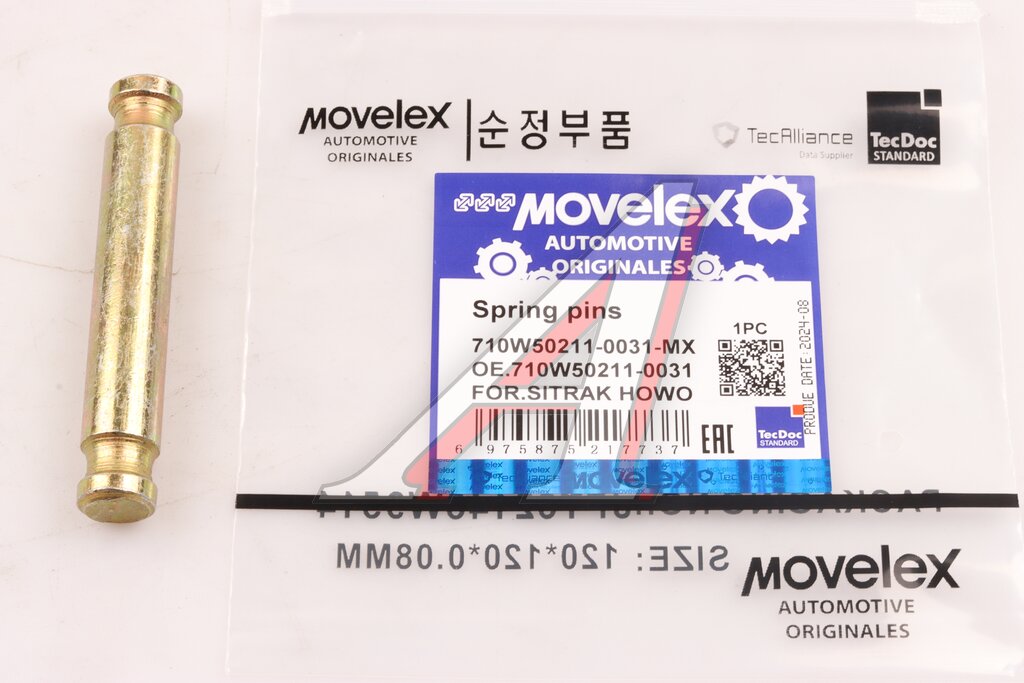 MOVELEX
AUTOMOTIVE
ORIGINALES
순정부품
TecAlliance
Data Supplier
TecDoc
STANDARD
MOVELEX
AUTOMOTIVE
ORIGINALES
Spring pins
710W50211-0031-MX
OE.710W50211-0031
FOR.SITRAK HOWO
1PC
PRODUE DATE: 2024-08
6 975875 217737
EAC
TecDoc
STANDARD
SIZE: 120*120*0.08MM
MOVELEX
AUTOMOTIVE
ORIGINALES